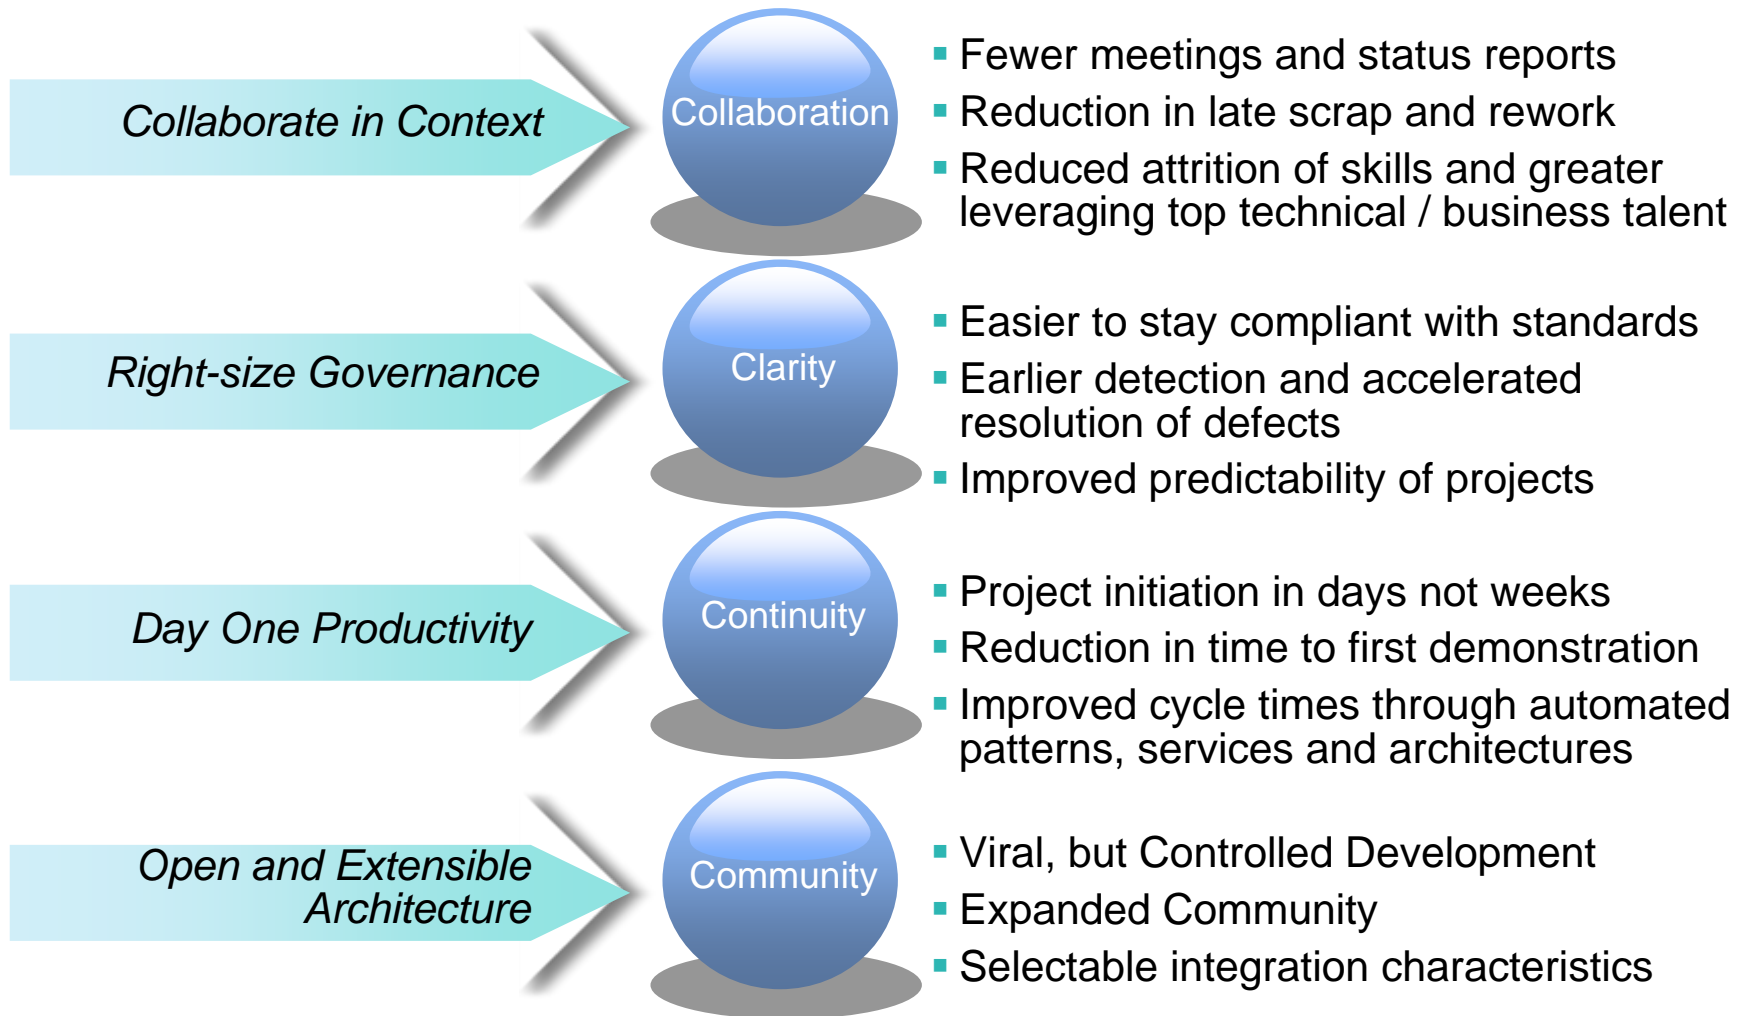 Collaborate in Context
Collaboration
▪ Fewer meetings and status reports
▪ Reduction in late scrap and rework
▪ Reduced attrition of skills and greater
leveraging top technical / business talent
Right-size Governance
Clarity
▪ Easier to stay compliant with standards
▪ Earlier detection and accelerated
resolution of defects
▪ Improved predictability of projects
Day One Productivity
Continuity
▪ Project initiation in days not weeks
▪ Reduction in time to first demonstration
▪ Improved cycle times through automated
patterns, services and architectures
Open and Extensible
Architecture
Community
▪ Viral, but Controlled Development
▪ Expanded Community
▪ Selectable integration characteristics